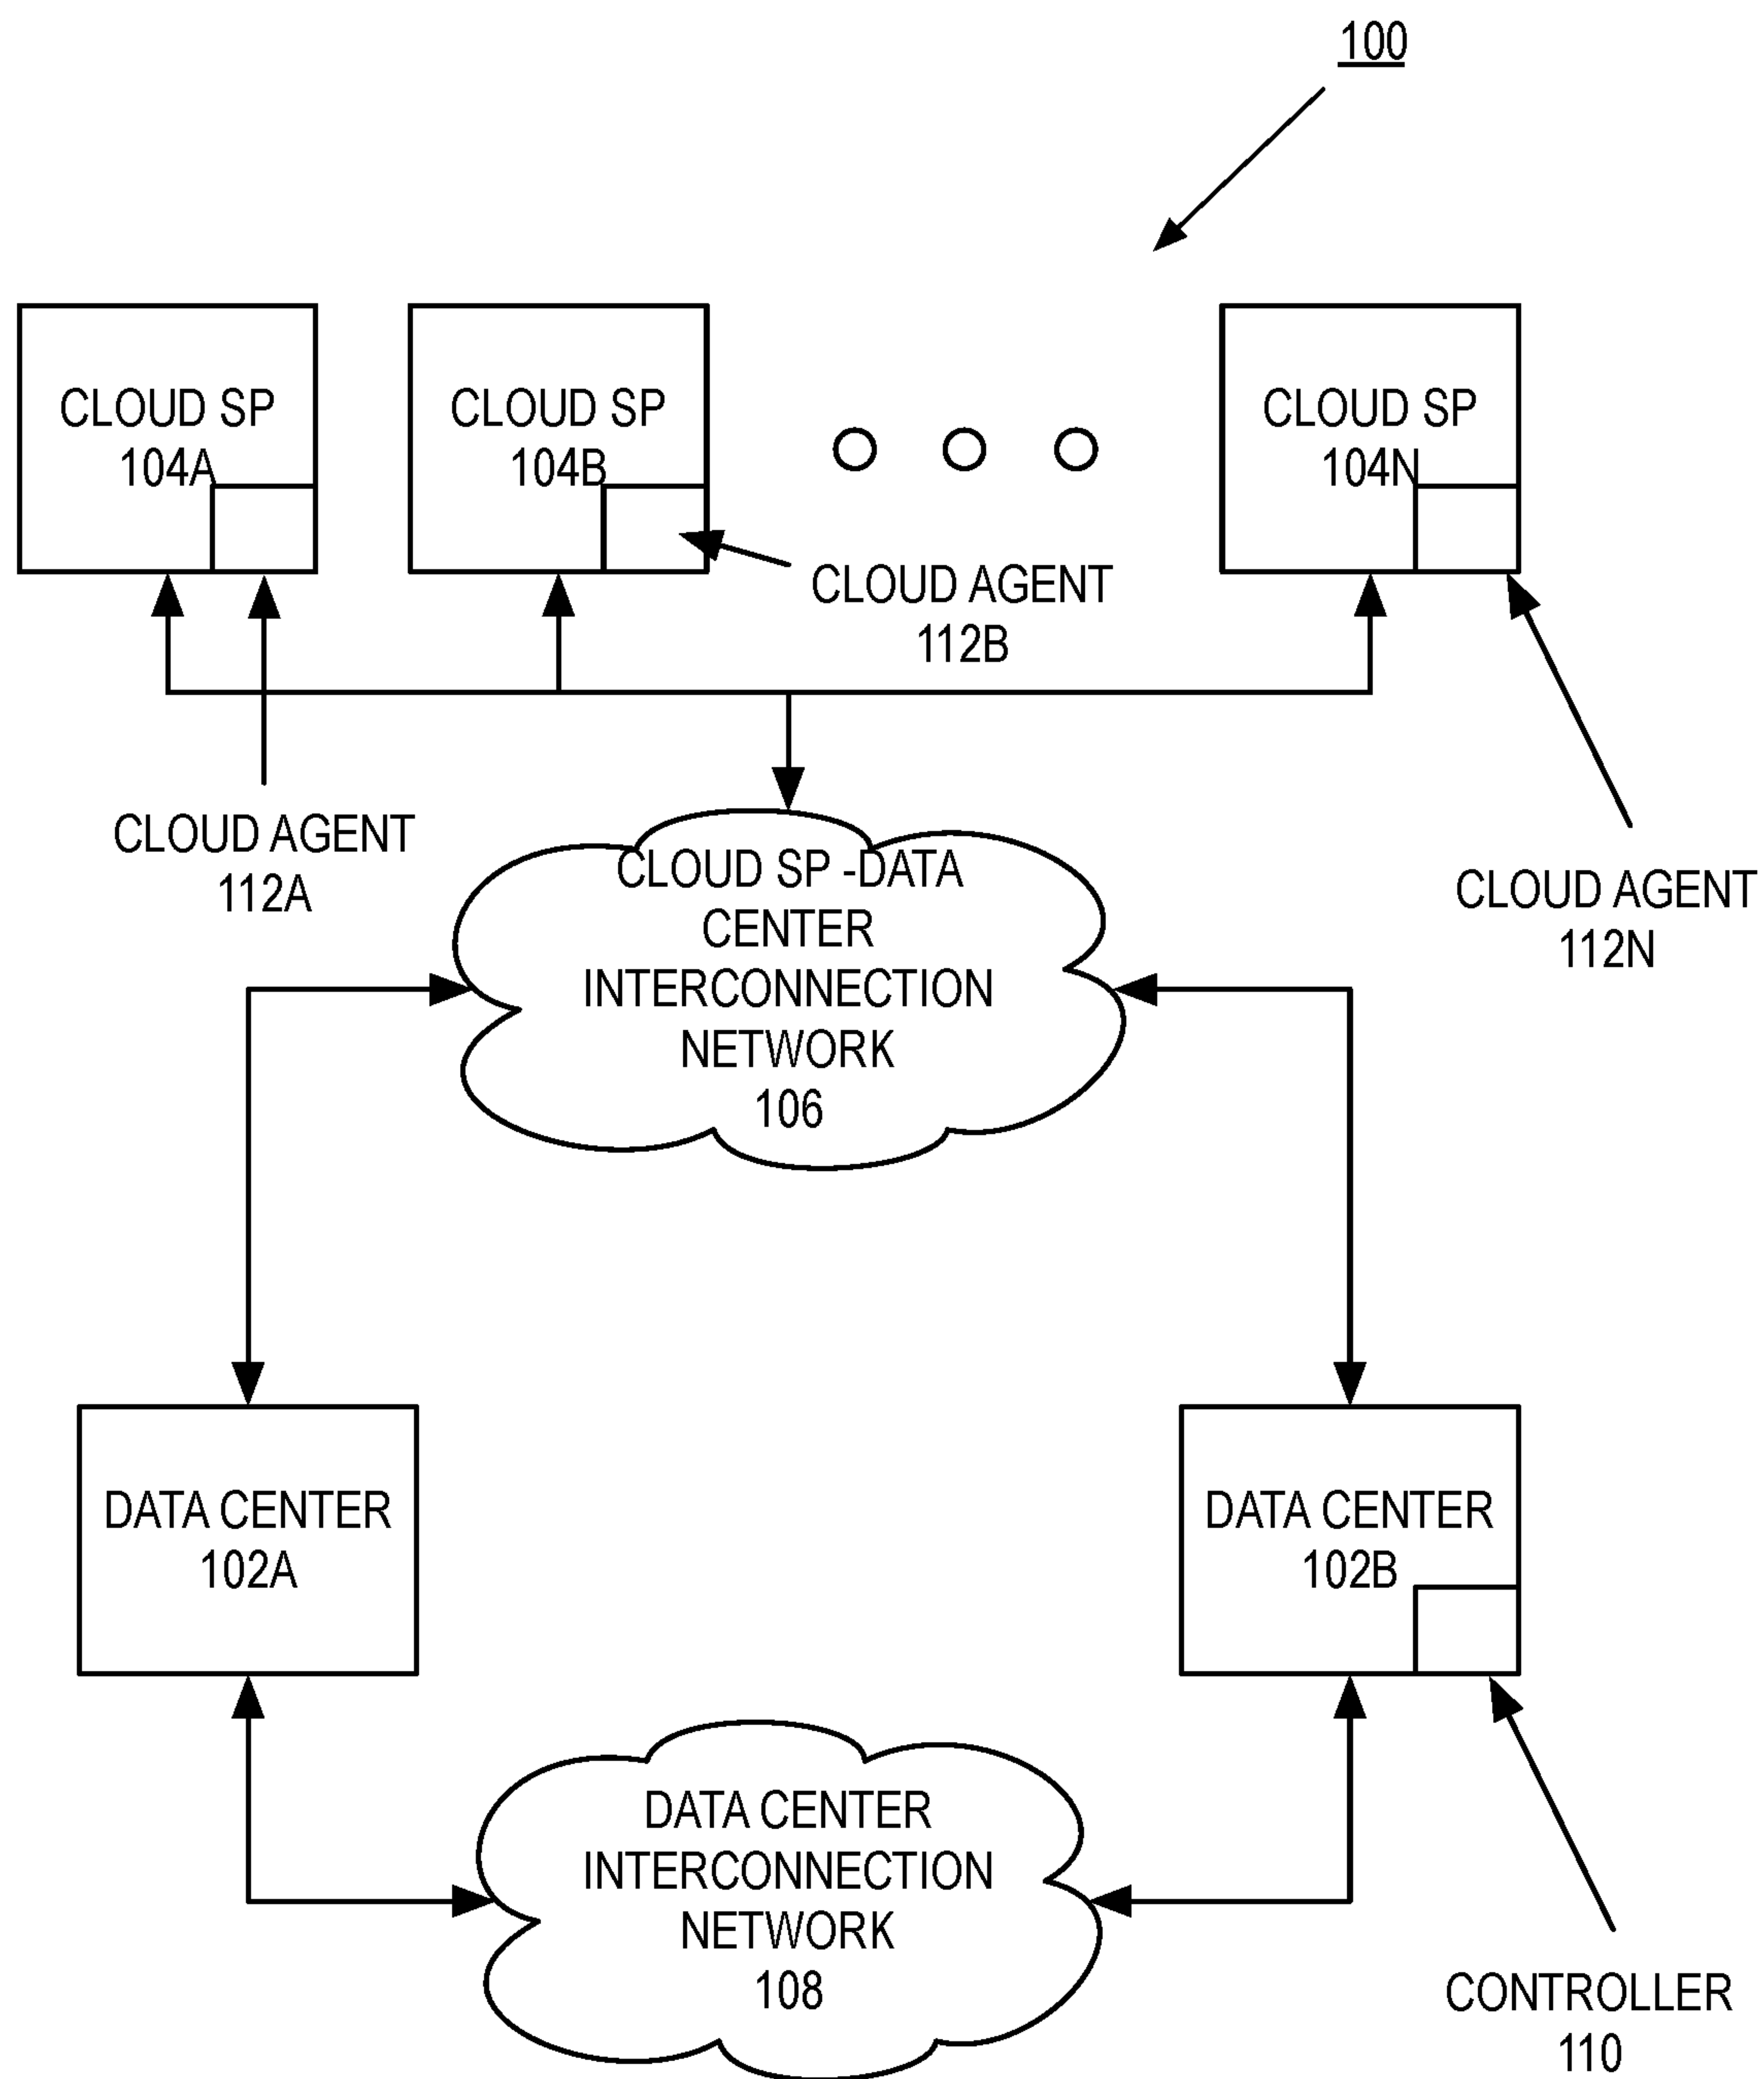 100
CLOUD SP
104A
CLOUD SP
104B
CLOUD SP
104N
CLOUD AGENT
112B
CLOUD AGENT
112A
CLOUD SP -DATA
CENTER
INTERCONNECTION
NETWORK
106
CLOUD AGENT
112N
DATA CENTER
102A
DATA CENTER
102B
DATA CENTER
INTERCONNECTION
NETWORK
108
CONTROLLER
110